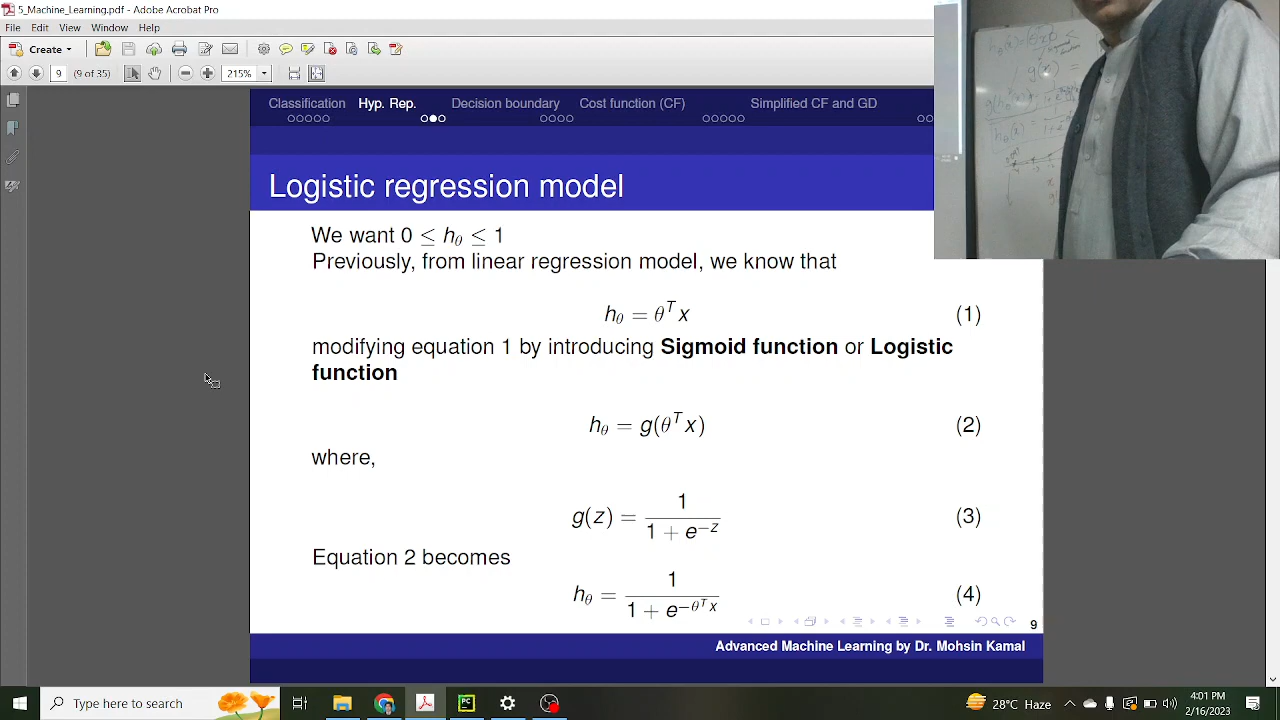 5_Machine_Learning.pdf - Adobe Acrobat Pro
File Edit View Window Help
Create
9 (9 of 35) 215%
Classification Hyp. Rep. Decision boundary Cost function (CF) Simplified CF and GD
Logistic regression model
We want 0 ≤ hθ ≤ 1
Previously, from linear regression model, we know that
hθ = θᵀx (1)
modifying equation 1 by introducing Sigmoid function or Logistic
function
hθ = g(θᵀx) (2)
where,
g(z) = 1 / (1 + e^{−z}) (3)
Equation 2 becomes
hθ = 1 / (1 + e^{−θᵀx}) (4)
9
Advanced Machine Learning by Dr. Mohsin Kamal
Type here to search
PC
28°C Haze
4:01 PM
2/16/2023